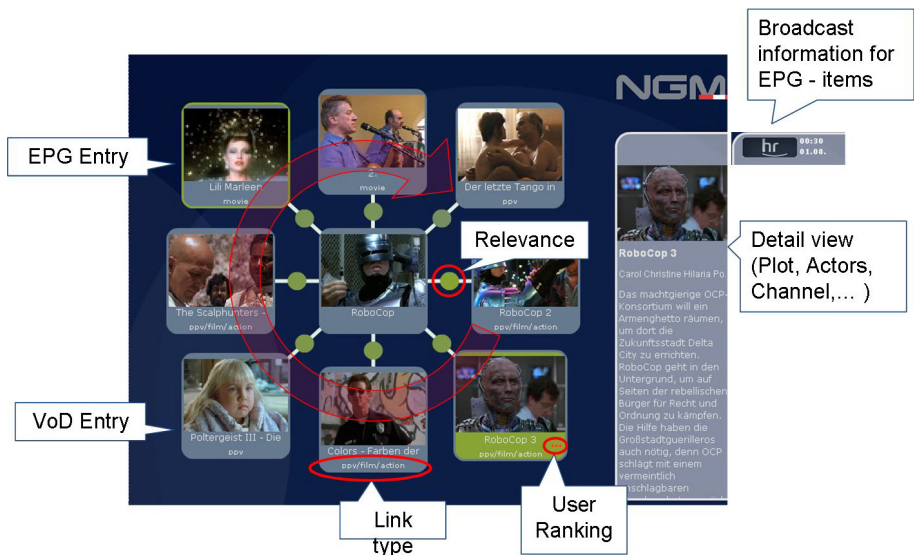 Broadcast
information for
EPG - items
NGM
hr
00:30
01.08.
EPG Entry
Lili Marleen
movie
2.
movie
Der letzte Tango in
ppv
Relevance
The Scalphunters -
ppv/film/action
RoboCop
RoboCop 2
ppv/film/action
RoboCop 3
Carol Christine Hilaria Po.
Das machtgierige OCP-
Konsortium will ein
Armenghetto räumen,
um dort die
Zukunftsstadt Delta
City zu errichten.
RoboCop geht in den
Untergrund, um auf
Seiten der rebellischen
Bürger für Recht und
Ordnung zu kämpfen.
Die Hilfe haben die
Großstadtguerilleros
auch nötig, denn OCP
schlägt mit einem
vermeintlich
unschlagbaren
Detail view
(Plot, Actors,
Channel,... )
VoD Entry
Poltergeist III - Die
ppv
Colors - Farben der
ppv/film/action
RoboCop 3
ppv/film/action
Link
type
User
Ranking